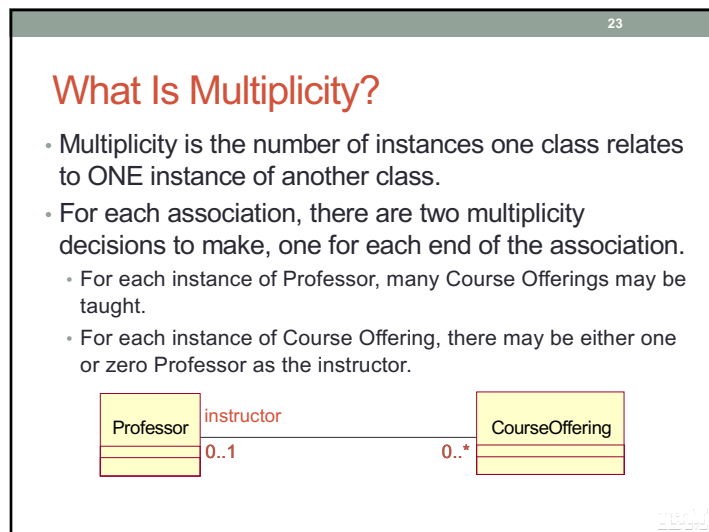 23
What Is Multiplicity?
• Multiplicity is the number of instances one class relates
to ONE instance of another class.
• For each association, there are two multiplicity
decisions to make, one for each end of the association.
• For each instance of Professor, many Course Offerings may be
taught.
• For each instance of Course Offering, there may be either one
or zero Professor as the instructor.
Professor instructor CourseOffering
0..1 0..*